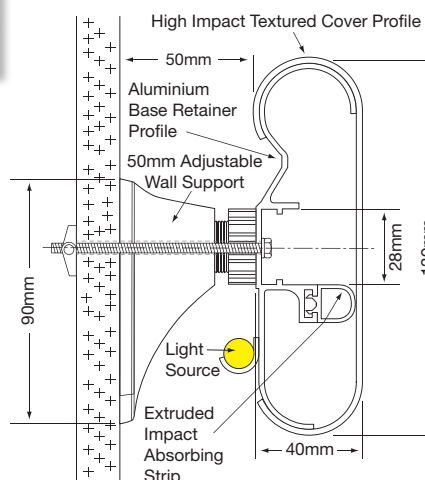 High Impact Textured Cover Profile
50mm
Aluminium
Base Retainer
Profile
50mm Adjustable
Wall Support
90mm
28mm
Light
Source
Extruded
Impact
Absorbing
Strip
40mm